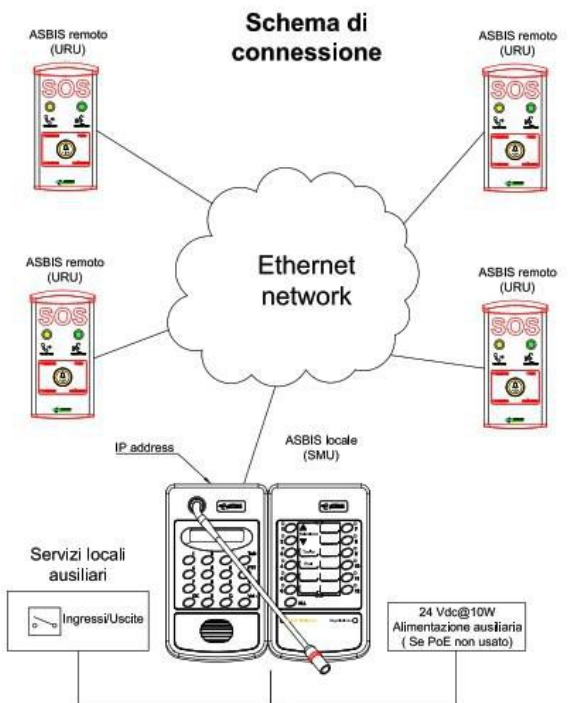 Schema di
connessione
ASBIS remoto
(URU)
SOS
ASBIS remoto
(URU)
SOS
Ethernet
network
ASBIS remoto
(URU)
SOS
ASBIS remoto
(URU)
SOS
IP address
ASBIS locale
(SMU)
Servizi locali
ausiliari
Ingressi/Uscite
24 Vdc@10W
Alimentazione ausiliaria
( Se PoE non usato)